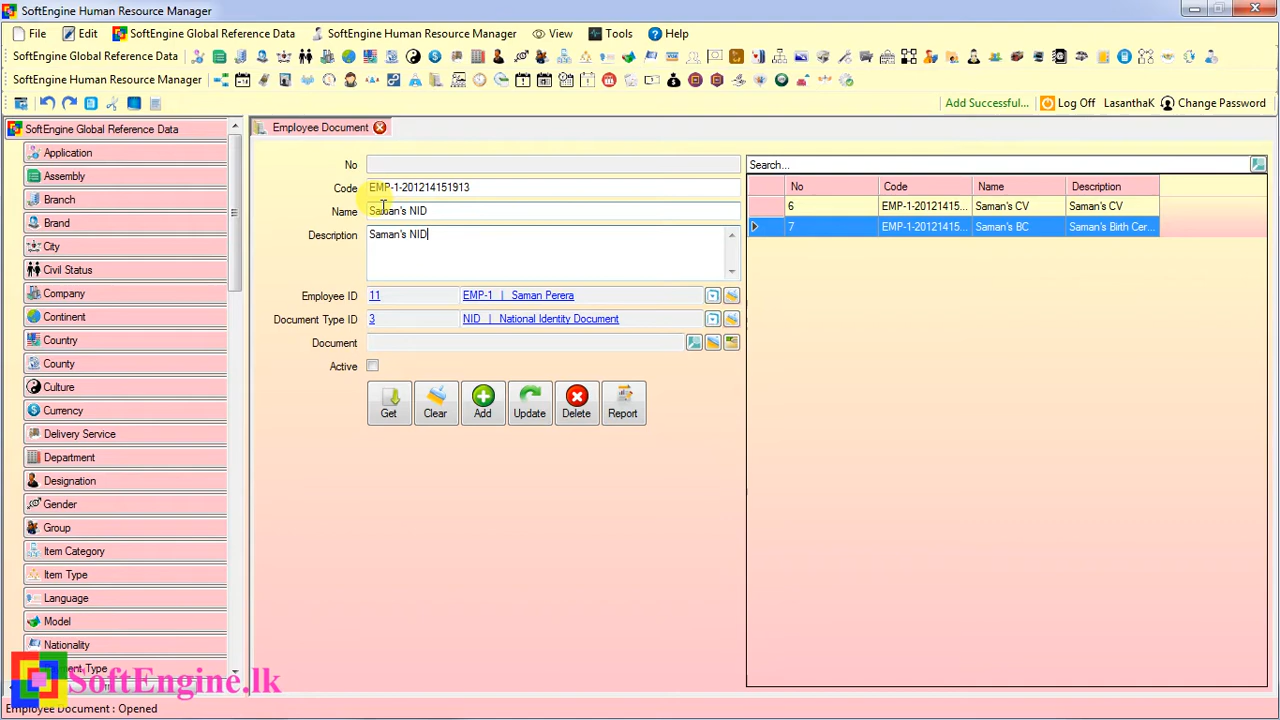 SoftEngine Human Resource Manager
File Edit SoftEngine Global Reference Data SoftEngine Human Resource Manager View Tools Help
SoftEngine Global Reference Data
SoftEngine Human Resource Manager
Add Successful... Log Off LasanthaK Change Password
SoftEngine Global Reference Data
Application
Assembly
Branch
Brand
City
Civil Status
Company
Continent
Country
County
Culture
Currency
Delivery Service
Department
Designation
Gender
Group
Item Category
Item Type
Language
Model
Nationality
Employee Document
No
Code EMP-1-201214151913
Name Saman's NID
Description Saman's NID
Employee ID 11 EMP-1 | Saman Perera
Document Type ID 3 NID | National Identity Document
Document
Active
Get Clear Add Update Delete Report
Search...
No Code Name Description
6 EMP-1-20121415... Saman's CV Saman's CV
7 EMP-1-20121415... Saman's BC Saman's Birth Cer...
SoftEngine.lk
Employee Document : Opened